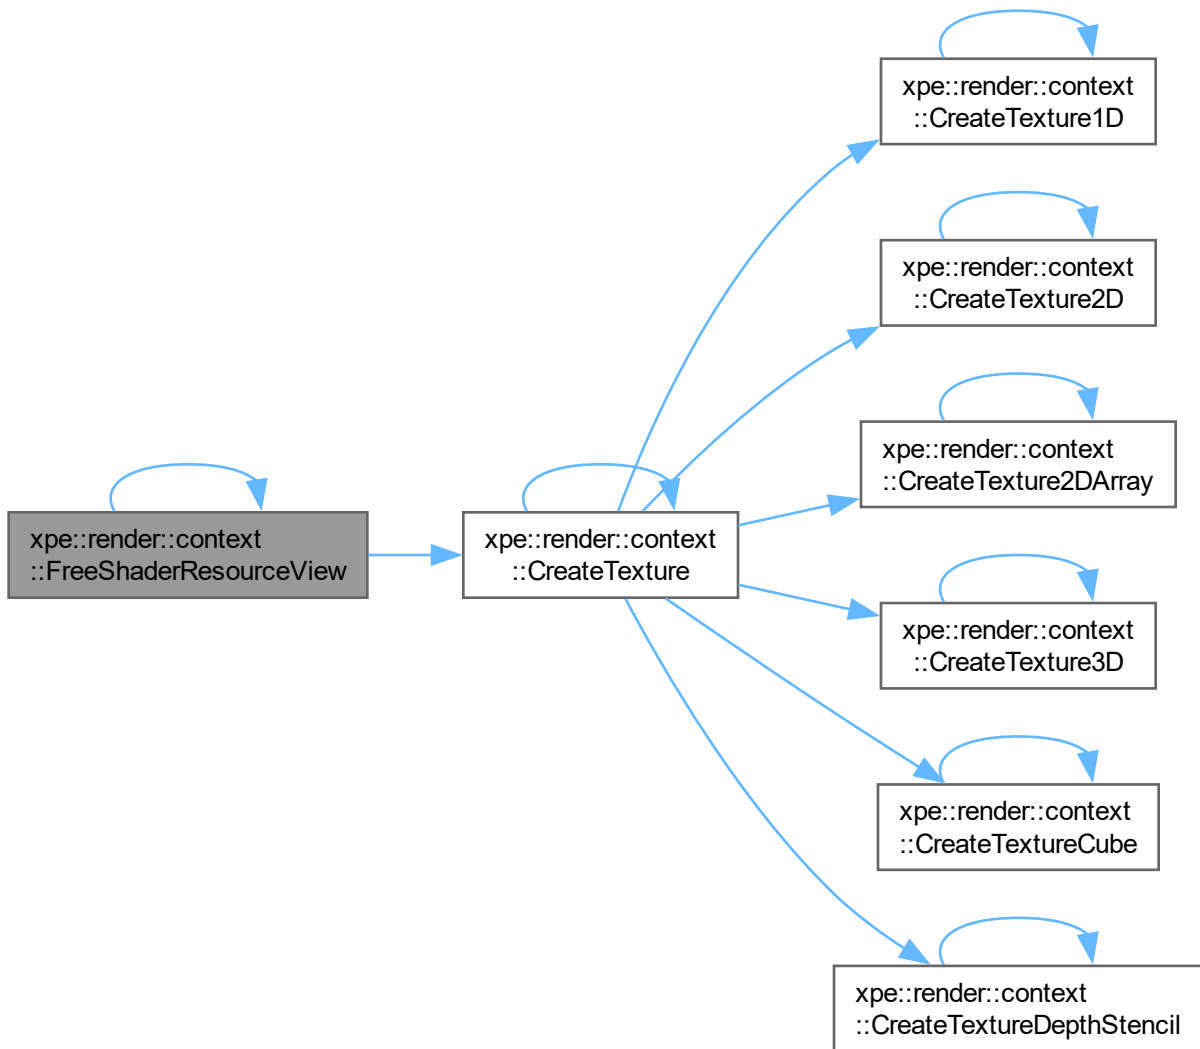 xpe::render::context
::CreateTexture1D
xpe::render::context
::CreateTexture2D
xpe::render::context
::CreateTexture2DArray
xpe::render::context
::FreeShaderResourceView
xpe::render::context
::CreateTexture
xpe::render::context
::CreateTexture3D
xpe::render::context
::CreateTextureCube
xpe::render::context
::CreateTextureDepthStencil